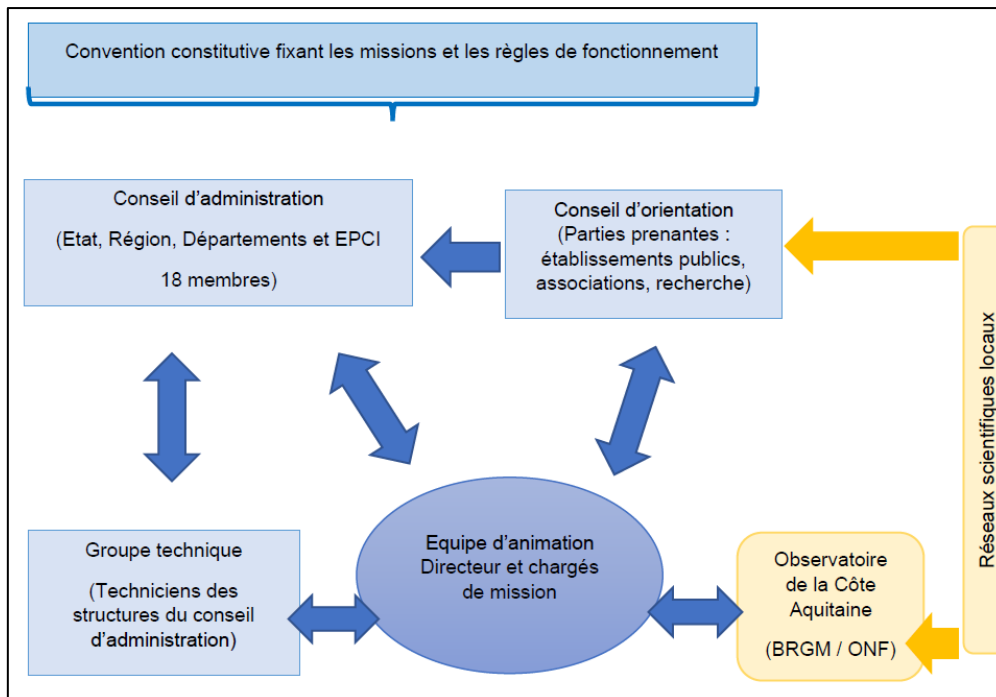 Convention constitutive fixant les missions et les règles de fonctionnement
Conseil d'administration
(Etat, Région, Départements et EPCI
18 membres)
Conseil d'orientation
(Parties prenantes :
établissements publics,
associations, recherche)
Réseaux scientifiques locaux
Groupe technique
(Techniciens des
structures du conseil
d'administration)
Equipe d'animation
Directeur et chargés
de mission
Observatoire
de la Côte
Aquitaine
(BRGM / ONF)